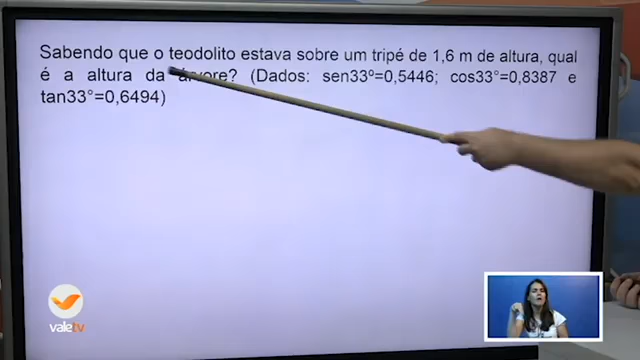 Sabendo que o teodolito estava sobre um tripé de 1,6 m de altura, qual
é a altura da árvore? (Dados: sen33º=0,5446; cos33°=0,8387 e
tan33°=0,6494)
valetv